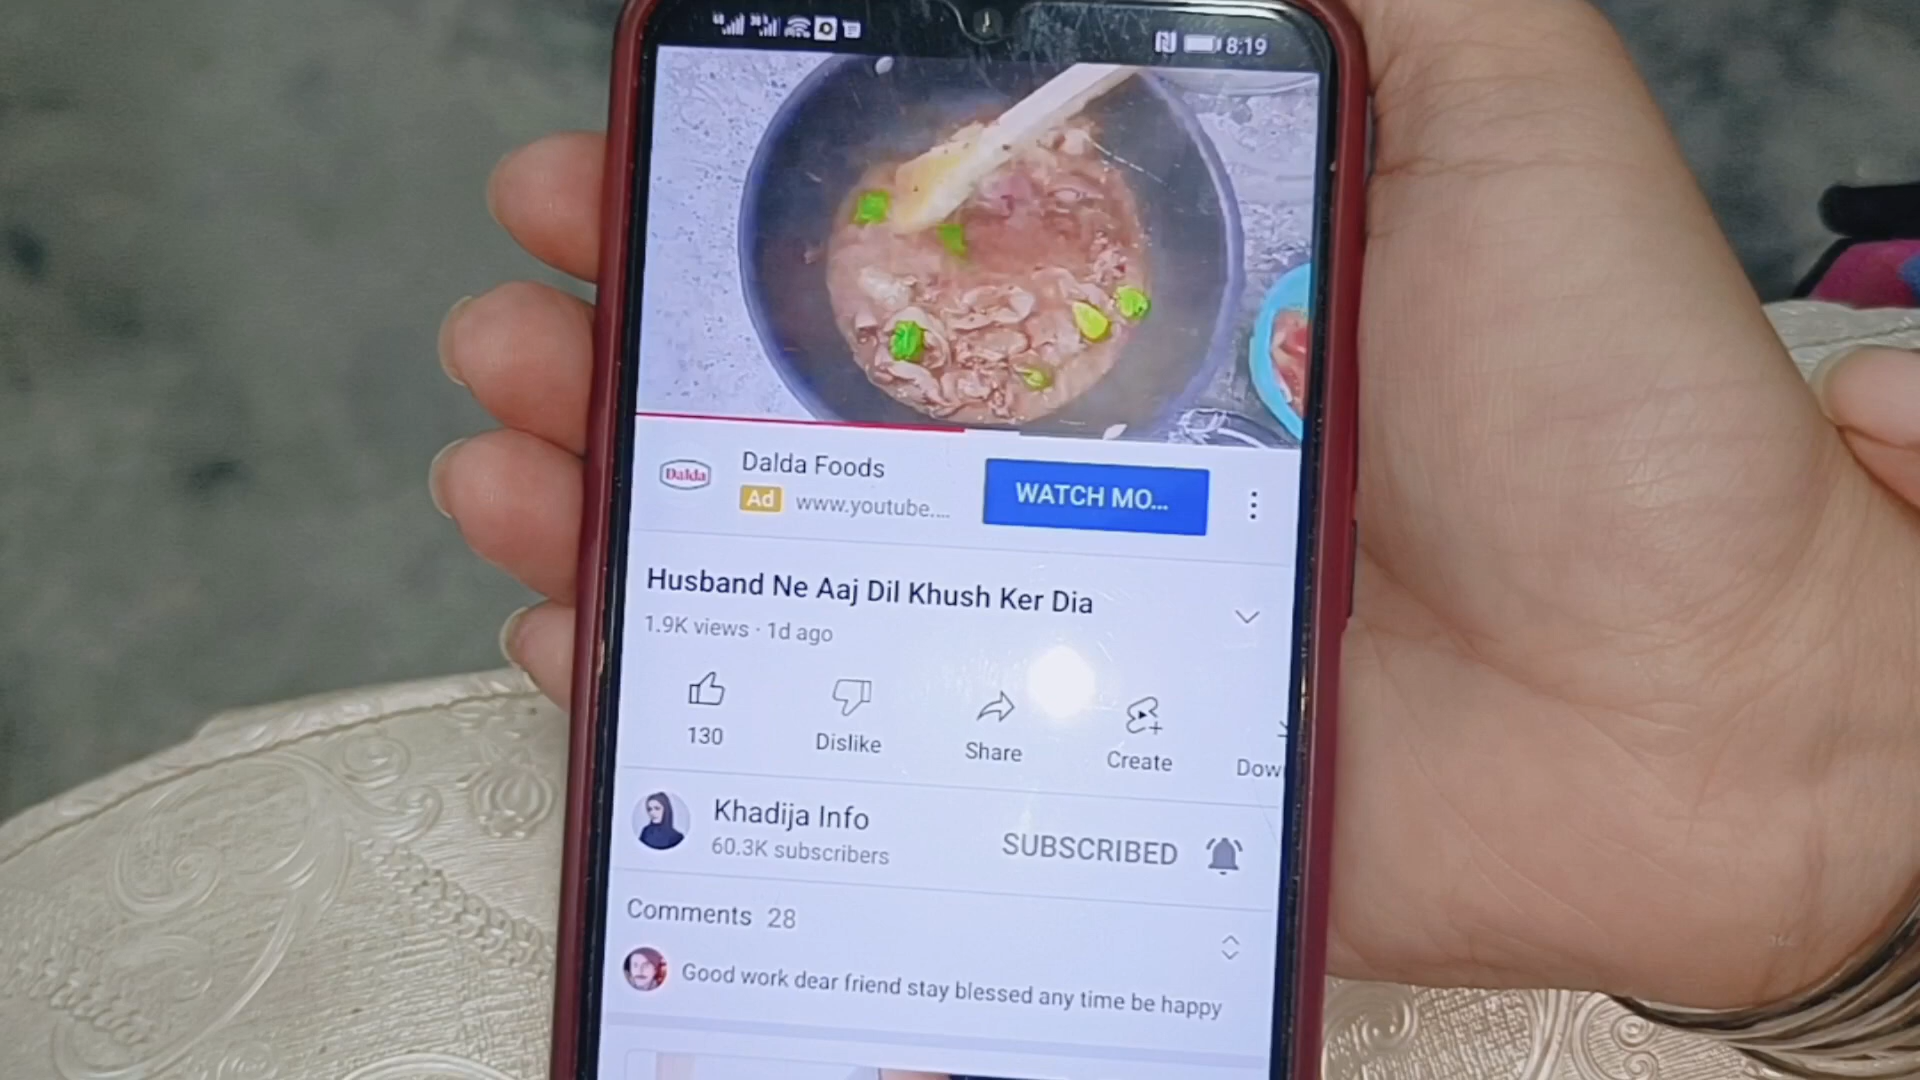 8:19
Dalda
Dalda Foods
Ad www.youtube....
WATCH MO...
Husband Ne Aaj Dil Khush Ker Dia
1.9K views · 1d ago
130
Dislike
Share
Create
Dow
Khadija Info
60.3K subscribers
SUBSCRIBED
Comments 28
Good work dear friend stay blessed any time be happy